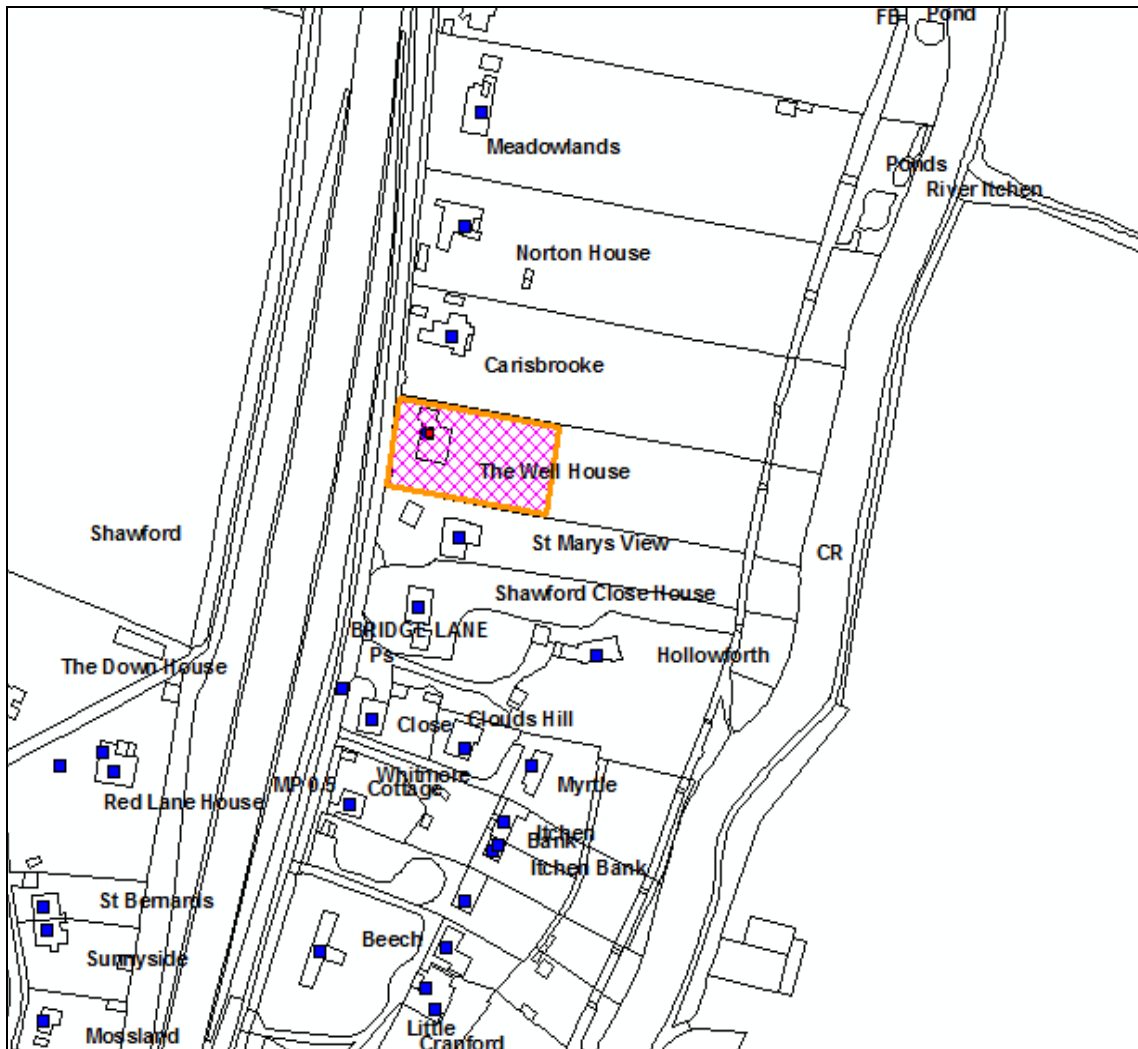 FB
Pond
Meadowlands
Ponds
River Itchen
Norton House
Carisbrooke
The Well House
Shawford
St Marys View
CR
Shawford Close House
BRIDGE LANE
Ps
Hollowforth
The Down House
Close
Clouds Hill
Whitmore
Cottage
MP 0.5
Myrtle
Red Lane House
Itchen
Bank
Itchen Bank
St Bernards
Beech
Sunnyside
Little
Mossland
Cranford